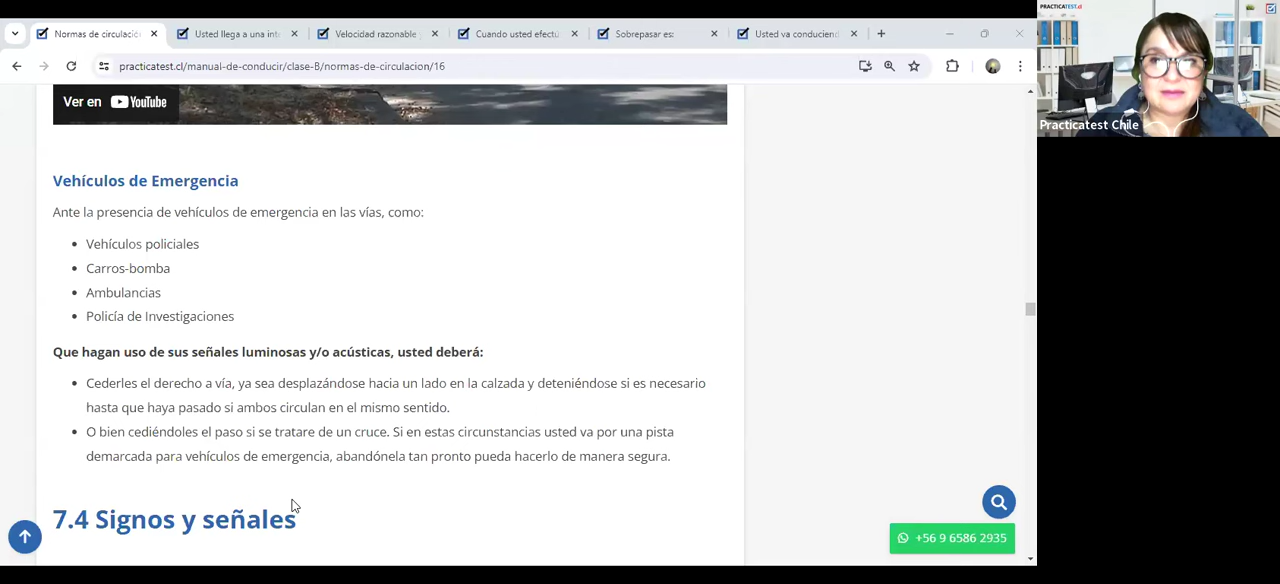 Normas de circulació
Usted llega a una inte
Velocidad razonable
Cuando usted efectú
Sobrepasar es:
Usted va conduciend
practicatest.cl/manual-de-conducir/clase-B/normas-de-circulacion/16
PRACTICATEST.cl
Practicatest Chile
Ver en YouTube
Vehículos de Emergencia
Ante la presencia de vehículos de emergencia en las vías, como:
• Vehículos policiales
• Carros-bomba
• Ambulancias
• Policía de Investigaciones
Que hagan uso de sus señales luminosas y/o acústicas, usted deberá:
• Cederles el derecho a vía, ya sea desplazándose hacia un lado en la calzada y deteniéndose si es necesario
hasta que haya pasado si ambos circulan en el mismo sentido.
• O bien cediéndoles el paso si se tratare de un cruce. Si en estas circunstancias usted va por una pista
demarcada para vehículos de emergencia, abandónela tan pronto pueda hacerlo de manera segura.
7.4 Signos y señales
+56 9 6586 2935